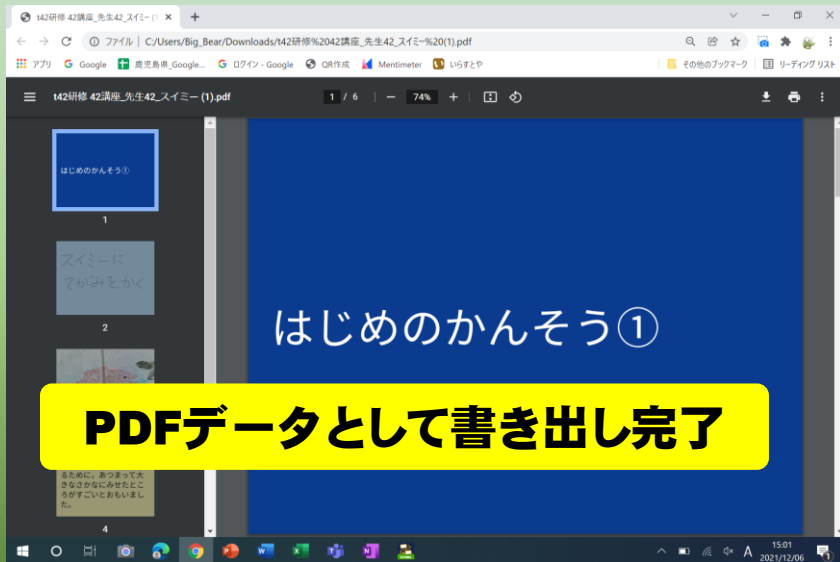 t42研修 42講座_先生42_スイミー (1
ファイル | C:/Users/Big_Bear/Downloads/t42研修%2042講座_先生42_スイミー%20(1).pdf
アプリ Google 鹿児島県_Google... ログイン - Google QR作成 Mentimeter いらすとや その他のブックマーク リーディング リスト
t42研修 42講座_先生42_スイミー (1).pdf 1 / 6 74%
はじめのかんそう①
1
スイミーに
てがみをかく
2
はじめのかんそう①
PDFデータとして書き出し完了
るために。あつまって大
きなさかなにみせたとこ
ろがすごいとおもいまし
た。
4
A 15:01
2021/12/06
1